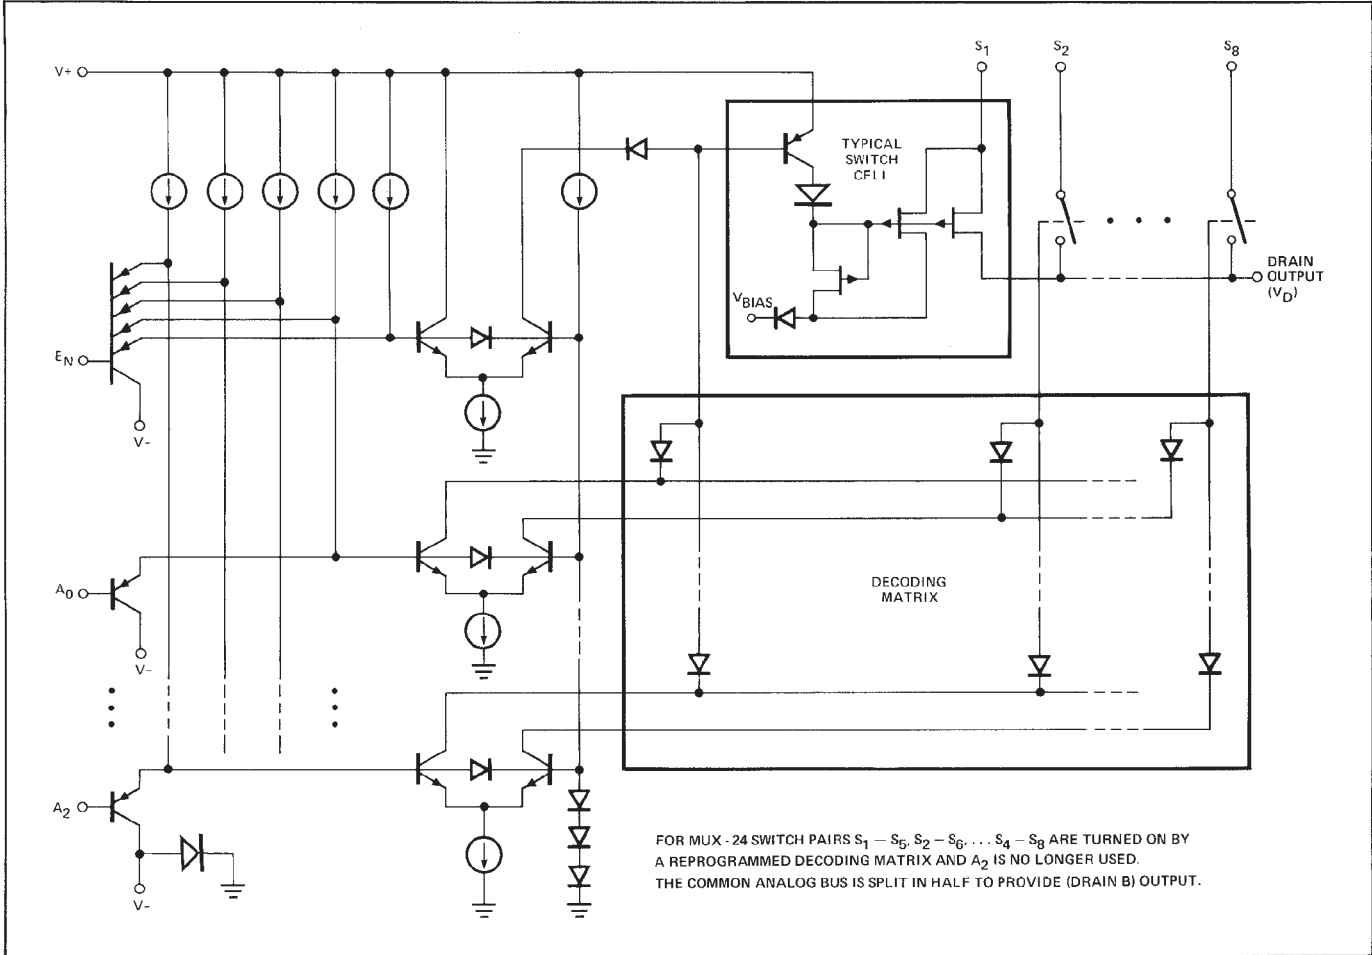 S1
S2
S8
V+
TYPICAL
SWITCH
CELL
DRAIN
OUTPUT
(VD)
VBIAS
EN
V-
DECODING
MATRIX
A0
V-
A2
V-
FOR MUX-24 SWITCH PAIRS S1 – S5, S2 – S6, . . . S4 – S8 ARE TURNED ON BY
A REPROGRAMMED DECODING MATRIX AND A2 IS NO LONGER USED.
THE COMMON ANALOG BUS IS SPLIT IN HALF TO PROVIDE (DRAIN B) OUTPUT.